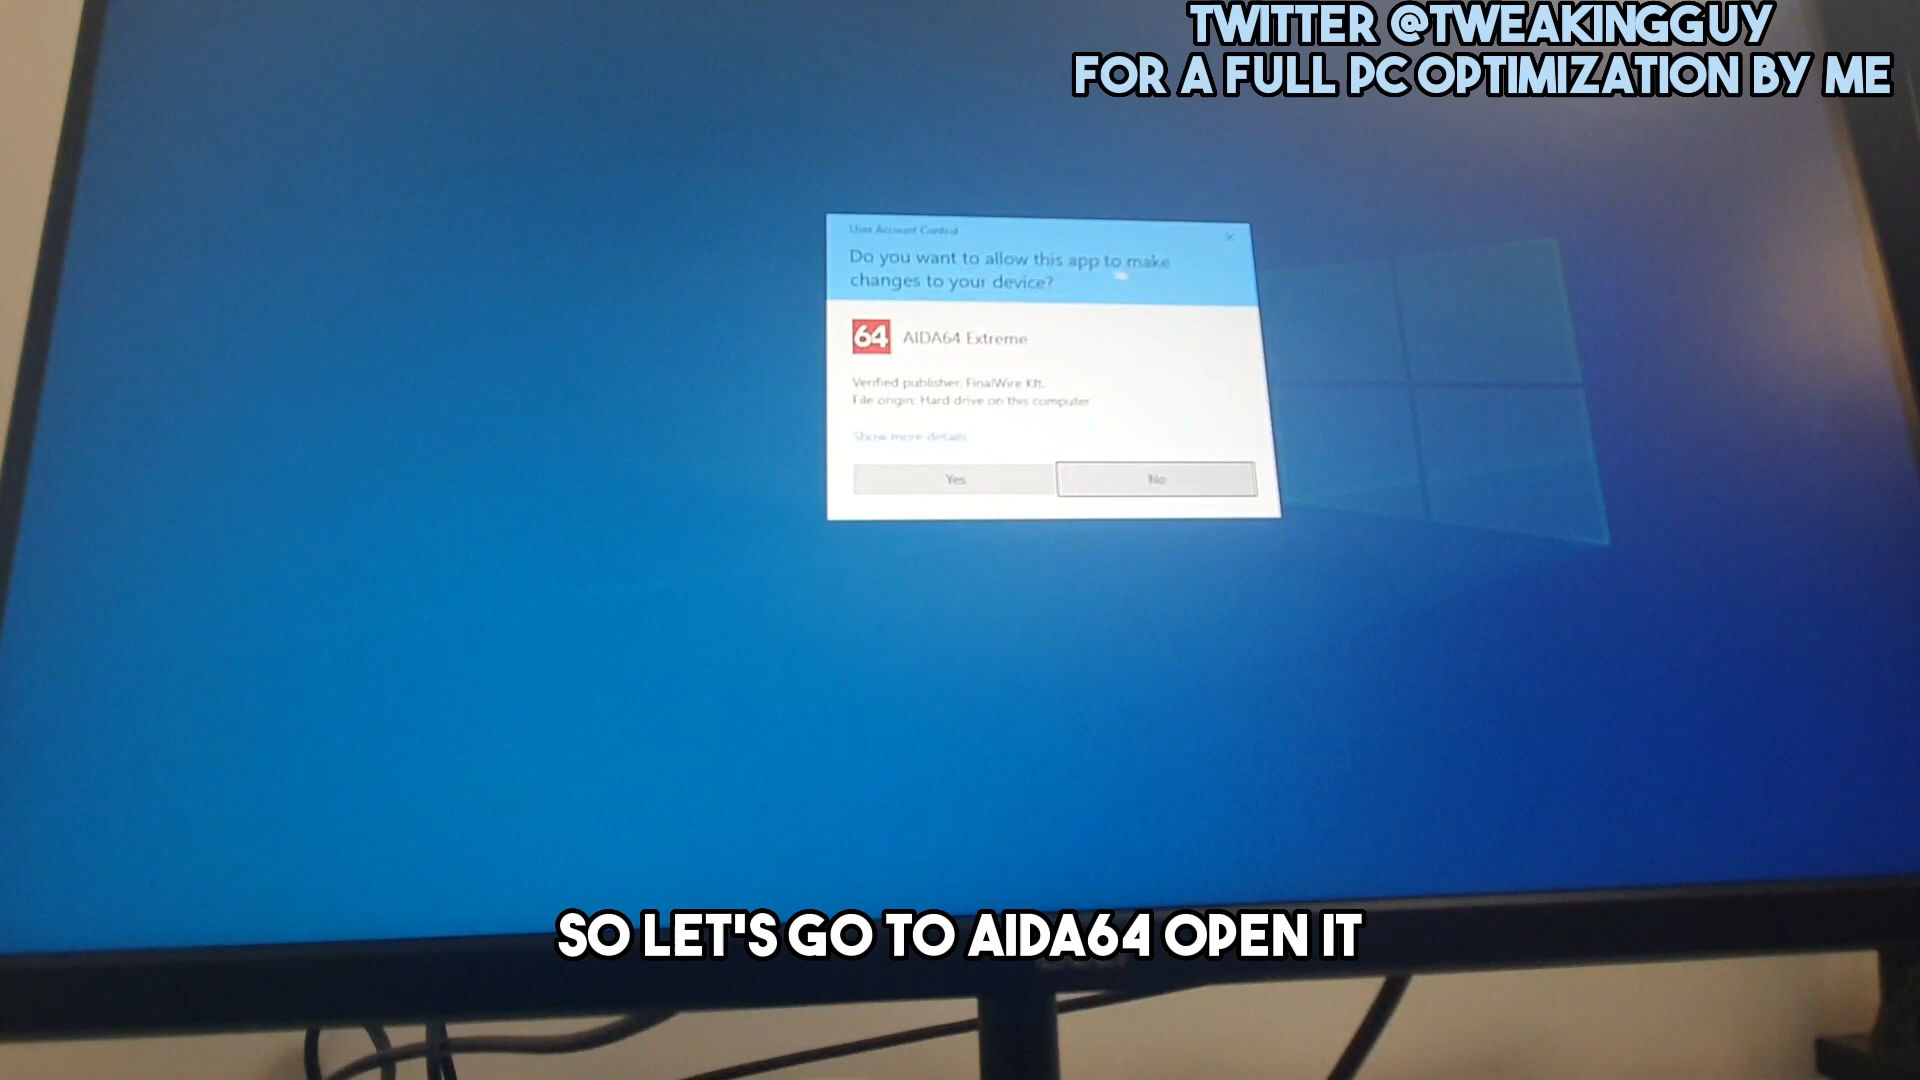 TWITTER @TWEAKINGGUY
FOR A FULL PC OPTIMIZATION BY ME
User Account Control
Do you want to allow this app to make
changes to your device?
64 AIDA64 Extreme
Verified publisher: FinalWire Kft.
File origin: Hard drive on this computer
Show more details
Yes No
SO LET'S GO TO AIDA64 OPEN IT